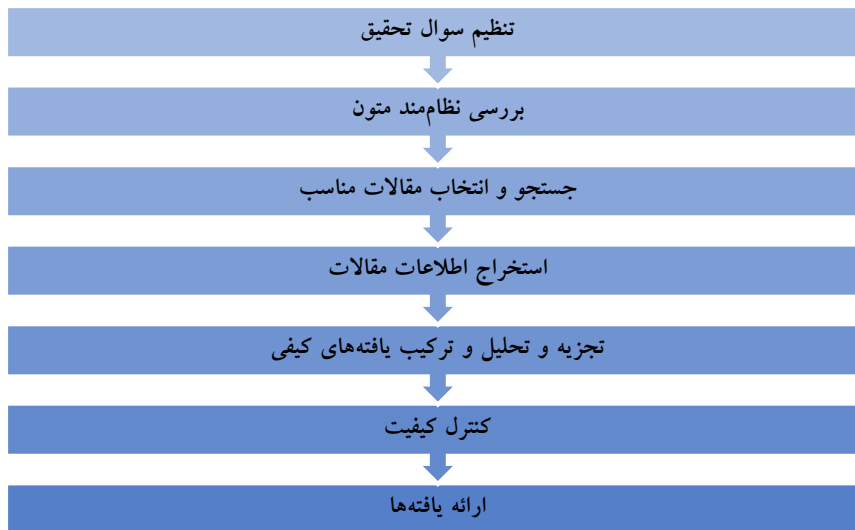 تنظیم سوال تحقیق
بررسی نظام‌مند متون
جستجو و انتخاب مقالات مناسب
استخراج اطلاعات مقالات
تجزیه و تحلیل و ترکیب یافته‌های کیفی
کنترل کیفیت
ارائه یافته‌ها